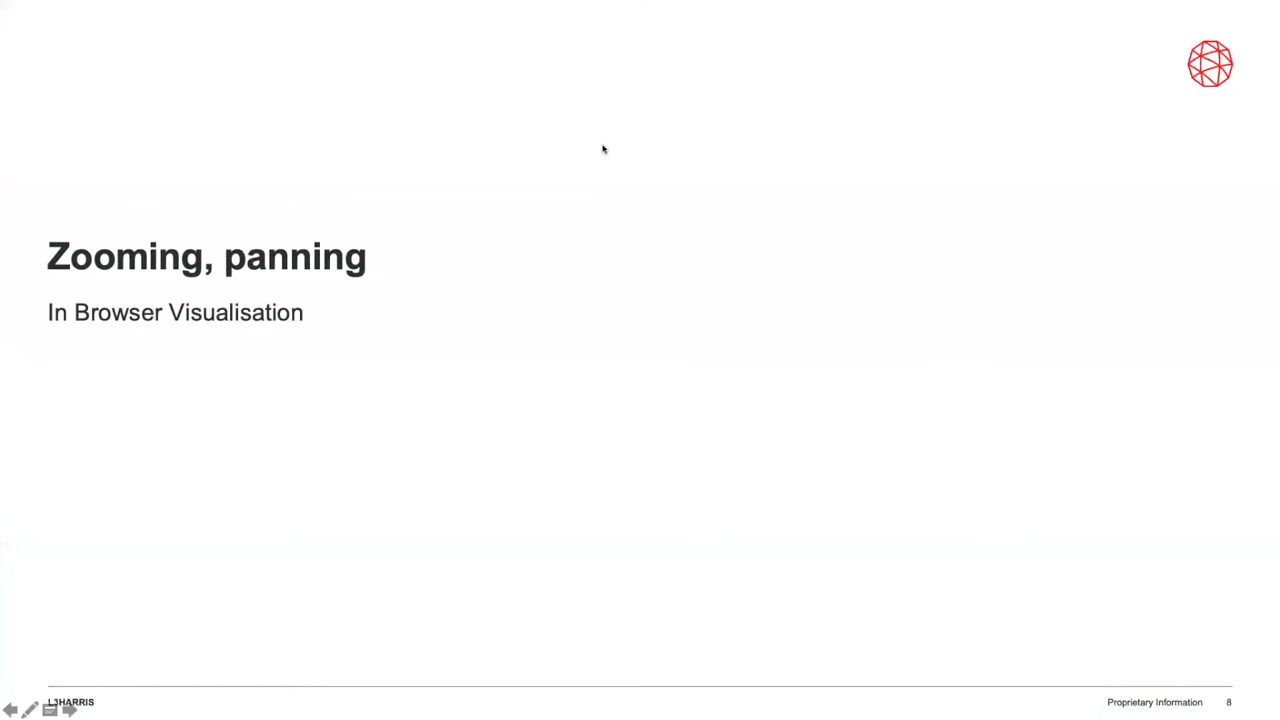 Zooming, panning
In Browser Visualisation
L3HARRIS
Proprietary Information 8